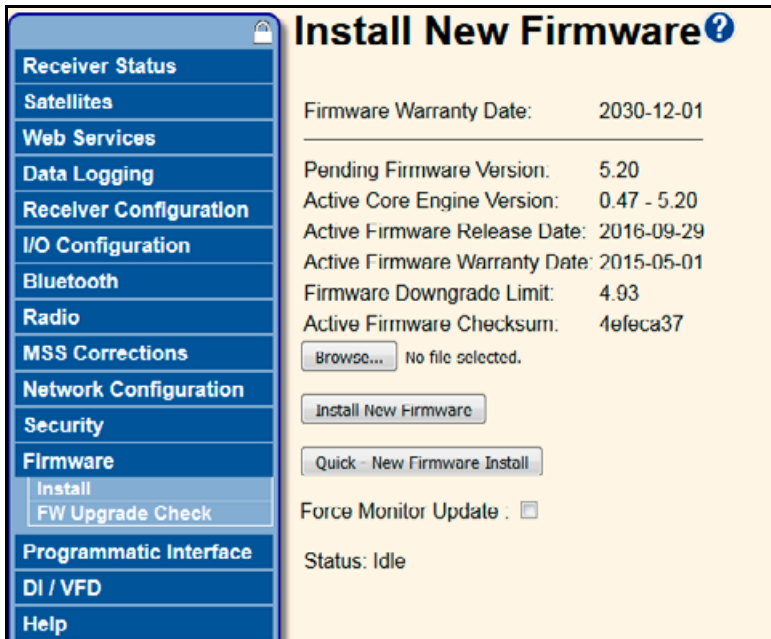 Install New Firmware?
Receiver Status
Satellites
Web Services
Data Logging
Receiver Configuration
I/O Configuration
Bluetooth
Radio
MSS Corrections
Network Configuration
Security
Firmware
Install
FW Upgrade Check
Programmatic Interface
DI / VFD
Help
Firmware Warranty Date: 2030-12-01
Pending Firmware Version: 5.20
Active Core Engine Version: 0.47 - 5.20
Active Firmware Release Date: 2016-09-29
Active Firmware Warranty Date: 2015-05-01
Firmware Downgrade Limit: 4.93
Active Firmware Checksum: 4efeca37
Browse... No file selected.
Install New Firmware
Quick - New Firmware Install
Force Monitor Update :
Status: Idle